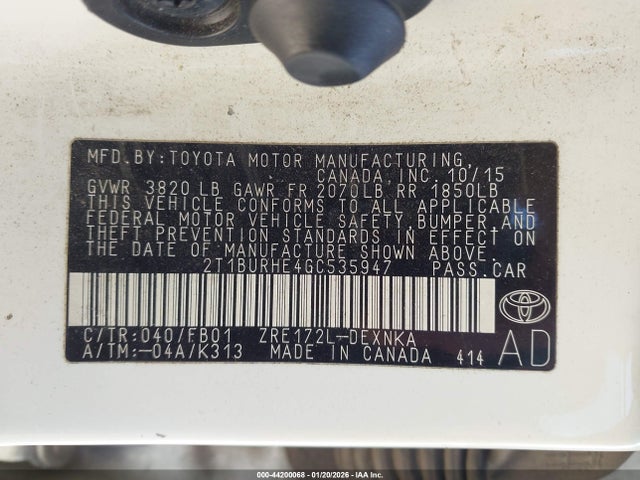 MFD.BY:TOYOTA MOTOR MANUFACTURING,
CANADA,INC.10/15
GVWR 3820 LB GAWR FR 2070LB RR 1850LB
THIS VEHICLE CONFORMS TO ALL APPLICABLE
FEDERAL MOTOR VEHICLE SAFETY, BUMPER,AND
THEFT PREVENTION STANDARDS IN EFFECT ON
THE DATE OF MANUFACTURE SHOWN ABOVE.
2T1BURHE4GC535947 PASS.CAR
C/TR:040/FB01 ZRE172L-DEXNKA
A/TM:-04A/K313 MADE IN CANADA 414
AD
000-44200068 | 01/20/2026 | IAA Inc.